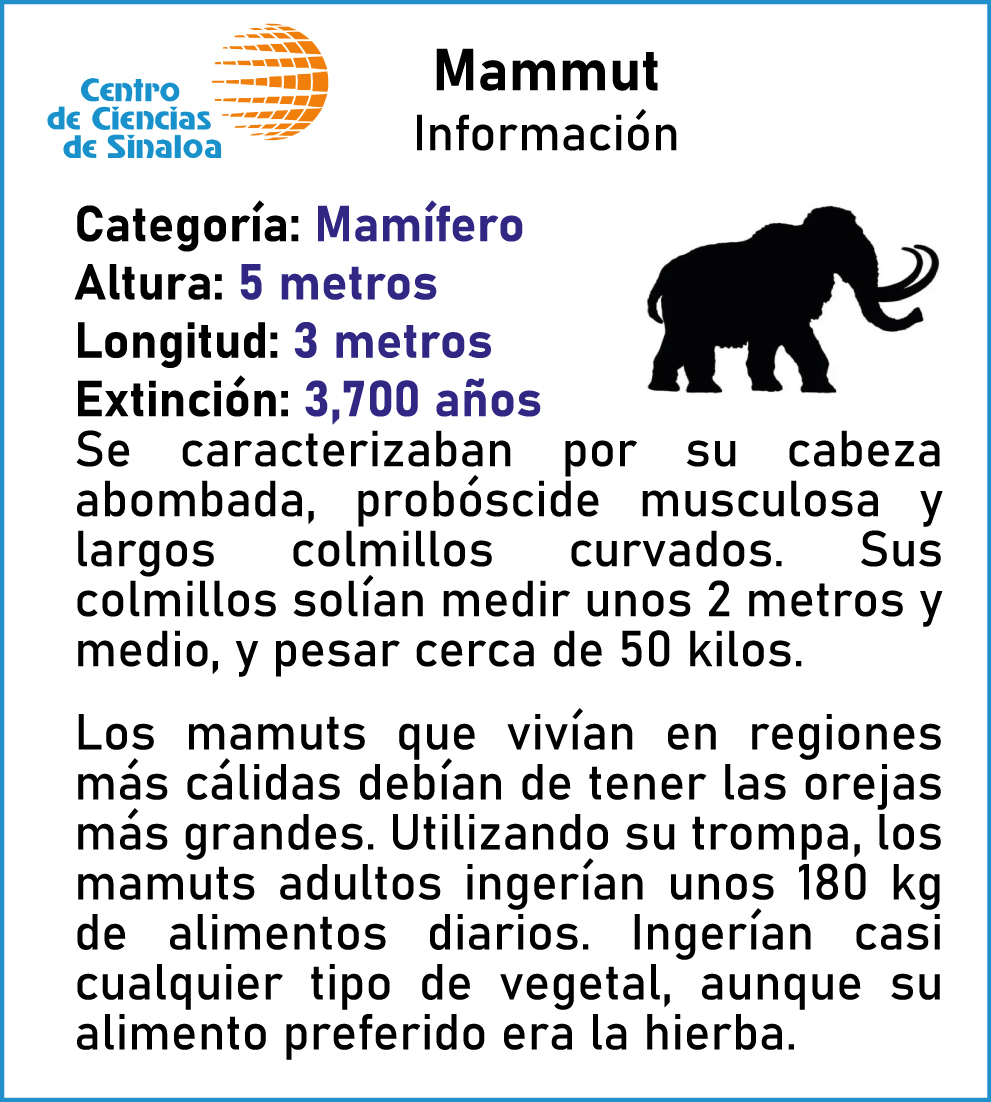 Centro
de Ciencias
de Sinaloa
Mammut
Información
Categoría: Mamífero
Altura: 5 metros
Longitud: 3 metros
Extinción: 3,700 años
Se caracterizaban por su cabeza
abombada, probóscide musculosa y
largos colmillos curvados. Sus
colmillos solían medir unos 2 metros y
medio, y pesar cerca de 50 kilos.
Los mamuts que vivían en regiones
más cálidas debían de tener las orejas
más grandes. Utilizando su trompa, los
mamuts adultos ingerían unos 180 kg
de alimentos diarios. Ingerían casi
cualquier tipo de vegetal, aunque su
alimento preferido era la hierba.